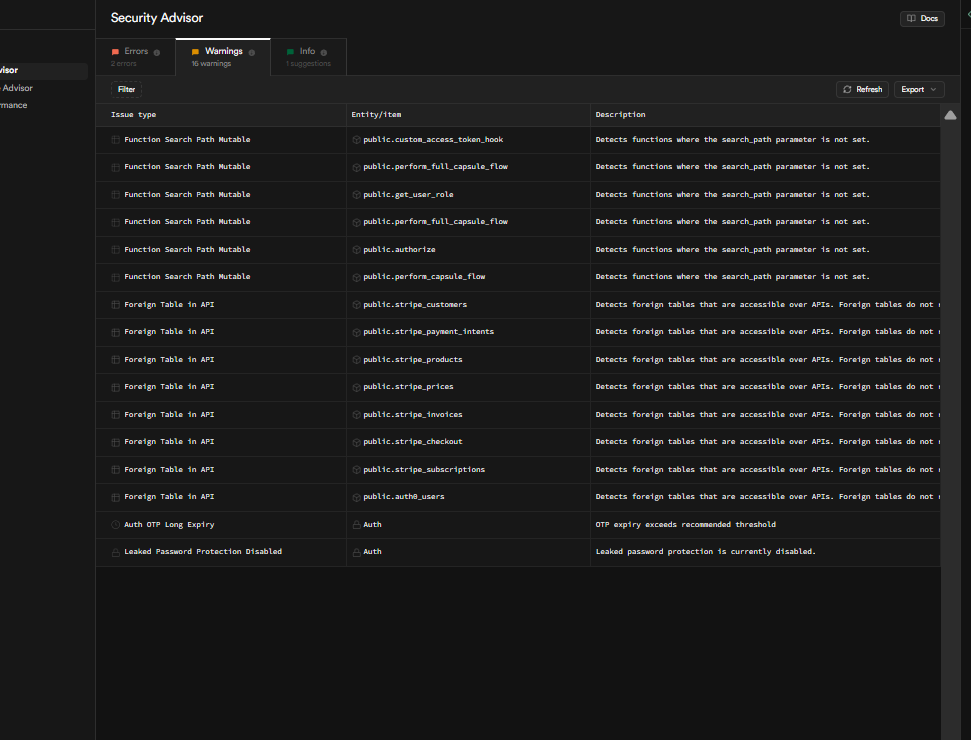 Security Advisor
Docs
Errors
2 errors
Warnings
16 warnings
Info
1 suggestions
visor
Advisor
rmance
Filter
Refresh
Export
Issue type Entity/item Description
Function Search Path Mutable public.custom_access_token_hook Detects functions where the search_path parameter is not set.
Function Search Path Mutable public.perform_full_capsule_flow Detects functions where the search_path parameter is not set.
Function Search Path Mutable public.get_user_role Detects functions where the search_path parameter is not set.
Function Search Path Mutable public.perform_full_capsule_flow Detects functions where the search_path parameter is not set.
Function Search Path Mutable public.authorize Detects functions where the search_path parameter is not set.
Function Search Path Mutable public.perform_capsule_flow Detects functions where the search_path parameter is not set.
Foreign Table in API public.stripe_customers Detects foreign tables that are accessible over APIs. Foreign tables do not
Foreign Table in API public.stripe_payment_intents Detects foreign tables that are accessible over APIs. Foreign tables do not
Foreign Table in API public.stripe_products Detects foreign tables that are accessible over APIs. Foreign tables do not
Foreign Table in API public.stripe_prices Detects foreign tables that are accessible over APIs. Foreign tables do not
Foreign Table in API public.stripe_invoices Detects foreign tables that are accessible over APIs. Foreign tables do not
Foreign Table in API public.stripe_checkout Detects foreign tables that are accessible over APIs. Foreign tables do not
Foreign Table in API public.stripe_subscriptions Detects foreign tables that are accessible over APIs. Foreign tables do not
Foreign Table in API public.auth0_users Detects foreign tables that are accessible over APIs. Foreign tables do not
Auth OTP Long Expiry Auth OTP expiry exceeds recommended threshold
Leaked Password Protection Disabled Auth Leaked password protection is currently disabled.